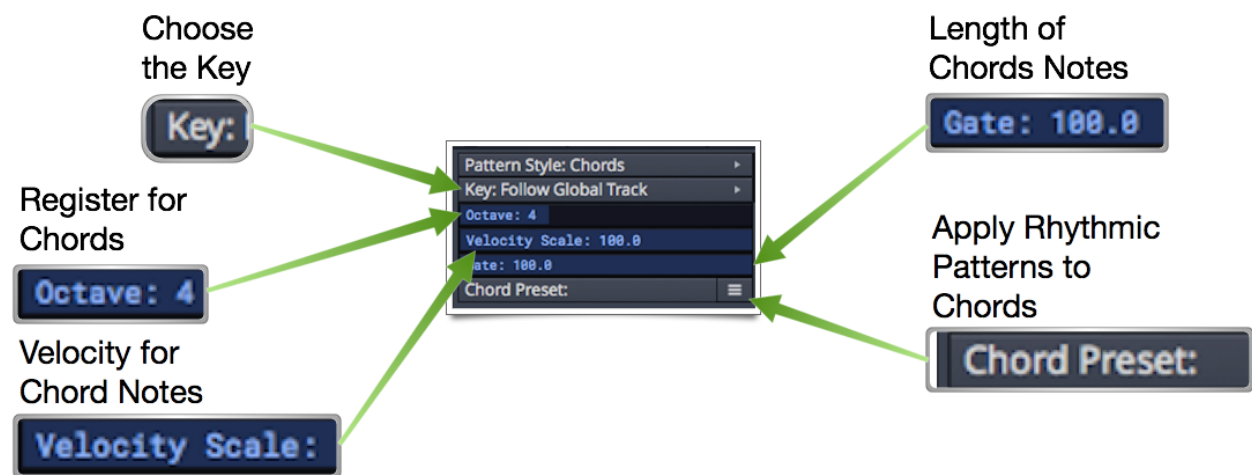 Choose
the Key
Key:
Register for
Chords
Octave: 4
Velocity for
Chord Notes
Velocity Scale:
Pattern Style: Chords
Key: Follow Global Track
Octave: 4
Velocity Scale: 100.0
ate: 100.0
Chord Preset:
Length of
Chords Notes
Gate: 100.0
Apply Rhythmic
Patterns to
Chords
Chord Preset: